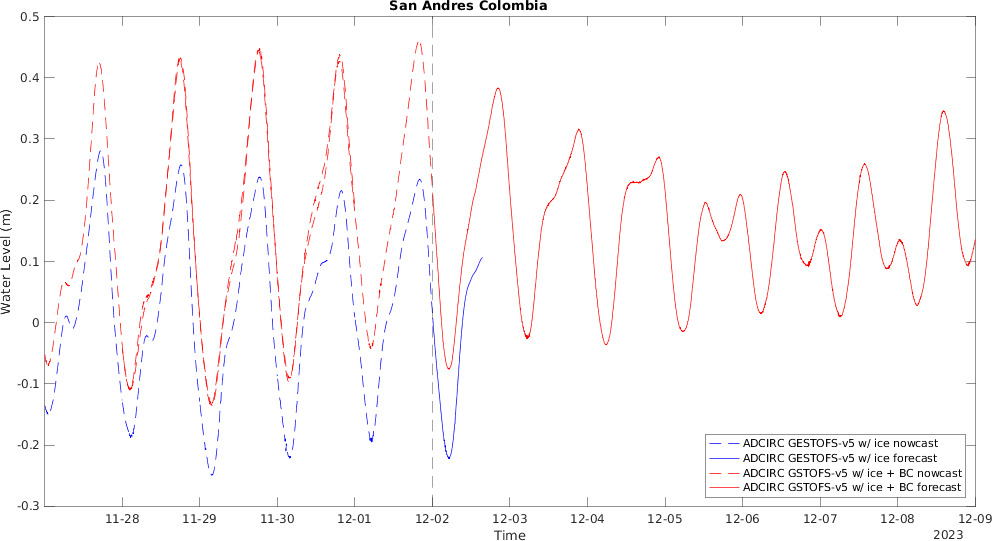 San Andres Colombia
0.5
0.4
0.3
0.2
0.1
0
-0.1
-0.2
-0.3
Water Level (m)
11-28 11-29 11-30 12-01 12-02 12-03 12-04 12-05 12-06 12-07 12-08 12-09
Time
2023
ADCIRC GESTOFS-v5 w/ ice nowcast
ADCIRC GESTOFS-v5 w/ ice forecast
ADCIRC GSTOFS-v5 w/ ice + BC nowcast
ADCIRC GSTOFS-v5 w/ ice + BC forecast